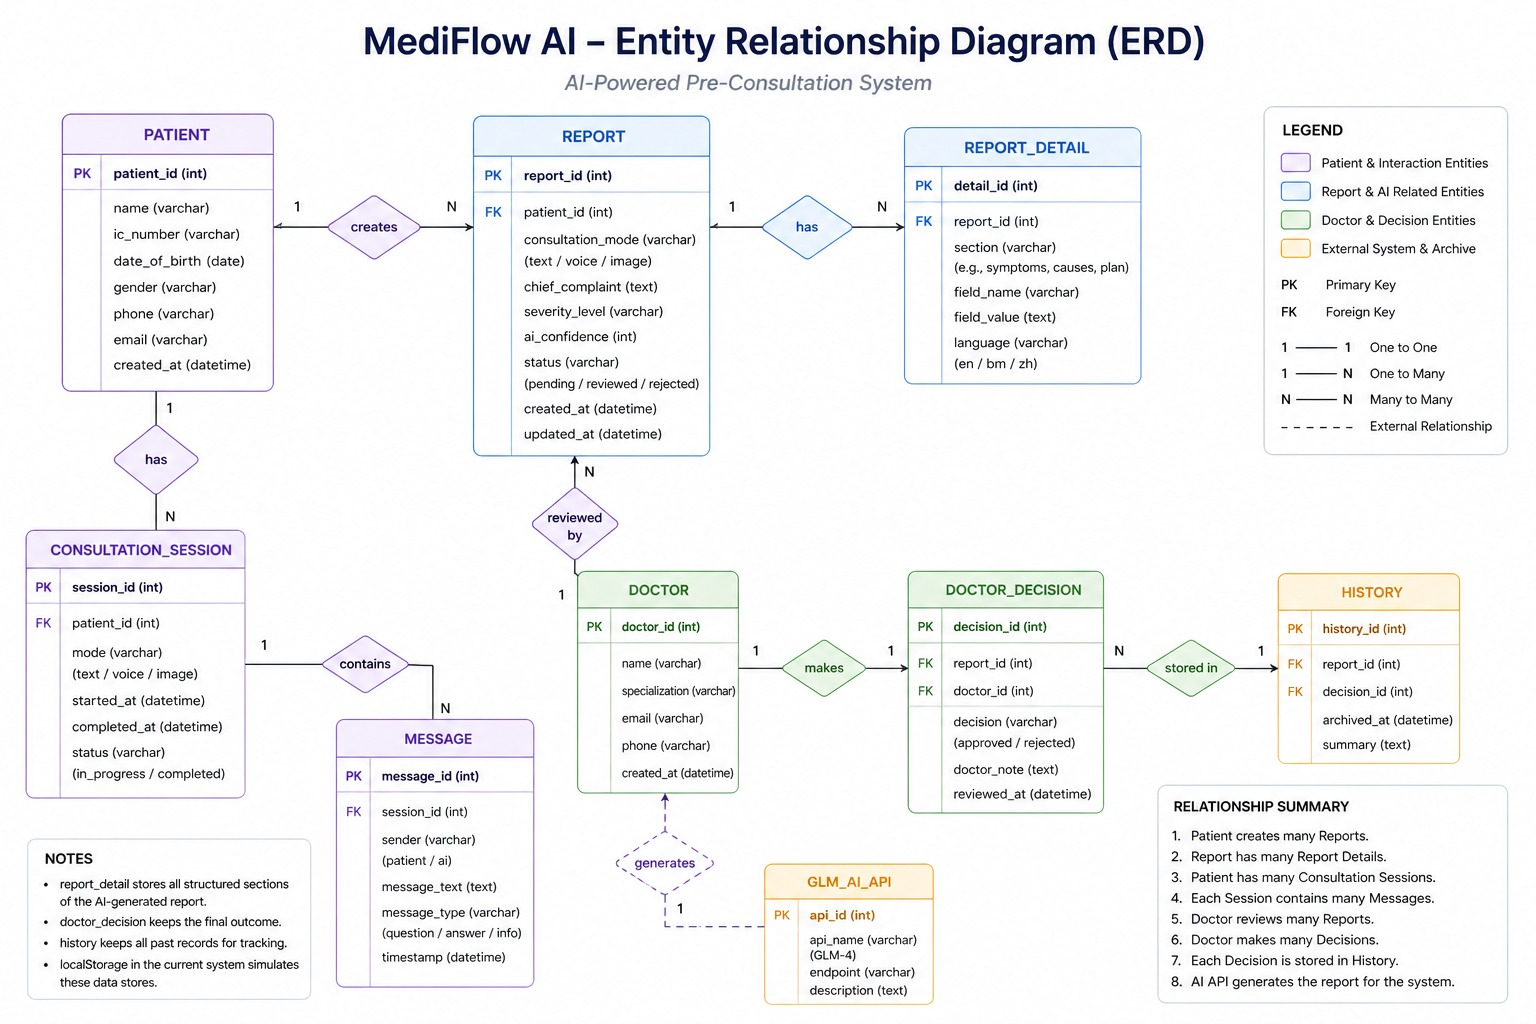 MediFlow AI – Entity Relationship Diagram (ERD)
AI-Powered Pre-Consultation System
PATIENT
PK patient_id (int)
name (varchar)
ic_number (varchar)
date_of_birth (date)
gender (varchar)
phone (varchar)
email (varchar)
created_at (datetime)
1
creates
N
REPORT
PK report_id (int)
FK patient_id (int)
consultation_mode (varchar)
(text / voice / image)
chief_complaint (text)
severity_level (varchar)
ai_confidence (int)
status (varchar)
(pending / reviewed / rejected)
created_at (datetime)
updated_at (datetime)
1
has
N
REPORT_DETAIL
PK detail_id (int)
FK report_id (int)
section (varchar)
(e.g., symptoms, causes, plan)
field_name (varchar)
field_value (text)
language (varchar)
(en / bm / zh)
LEGEND
Patient & Interaction Entities
Report & AI Related Entities
Doctor & Decision Entities
External System & Archive
PK Primary Key
FK Foreign Key
1 1 One to One
1 N One to Many
N N Many to Many
External Relationship
1
has
N
N
reviewed
by
1
CONSULTATION_SESSION
PK session_id (int)
FK patient_id (int)
mode (varchar)
(text / voice / image)
started_at (datetime)
completed_at (datetime)
status (varchar)
(in_progress / completed)
1
contains
N
MESSAGE
PK message_id (int)
FK session_id (int)
sender (varchar)
(patient / ai)
message_text (text)
message_type (varchar)
(question / answer / info)
timestamp (datetime)
DOCTOR
PK doctor_id (int)
name (varchar)
specialization (varchar)
email (varchar)
phone (varchar)
created_at (datetime)
1
makes
1
DOCTOR_DECISION
PK decision_id (int)
FK report_id (int)
FK doctor_id (int)
decision (varchar)
(approved / rejected)
doctor_note (text)
reviewed_at (datetime)
N
stored in
1
HISTORY
PK history_id (int)
FK report_id (int)
FK decision_id (int)
archived_at (datetime)
summary (text)
generates
1
GLM_AI_API
PK api_id (int)
api_name (varchar)
(GLM-4)
endpoint (varchar)
description (text)
NOTES
• report_detail stores all structured sections
of the AI-generated report.
• doctor_decision keeps the final outcome.
• history keeps all past records for tracking.
• localStorage in the current system simulates
these data stores.
RELATIONSHIP SUMMARY
1. Patient creates many Reports.
2. Report has many Report Details.
3. Patient has many Consultation Sessions.
4. Each Session contains many Messages.
5. Doctor reviews many Reports.
6. Doctor makes many Decisions.
7. Each Decision is stored in History.
8. AI API generates the report for the system.